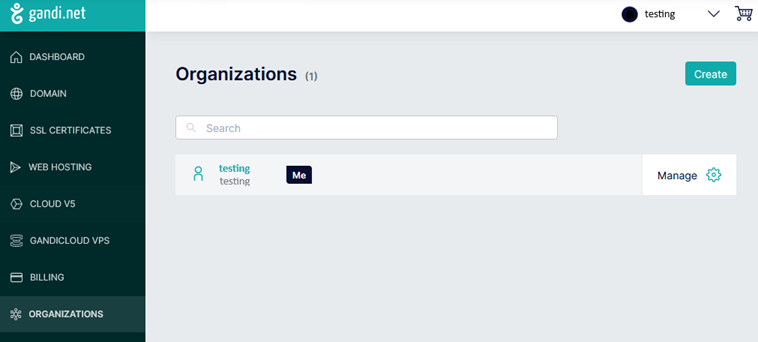 gandi.net
testing
DASHBOARD
DOMAIN
SSL CERTIFICATES
WEB HOSTING
CLOUD V5
GANDICLOUD VPS
BILLING
ORGANIZATIONS
Organizations (1)
Create
Search
testing
testing
Me
Manage